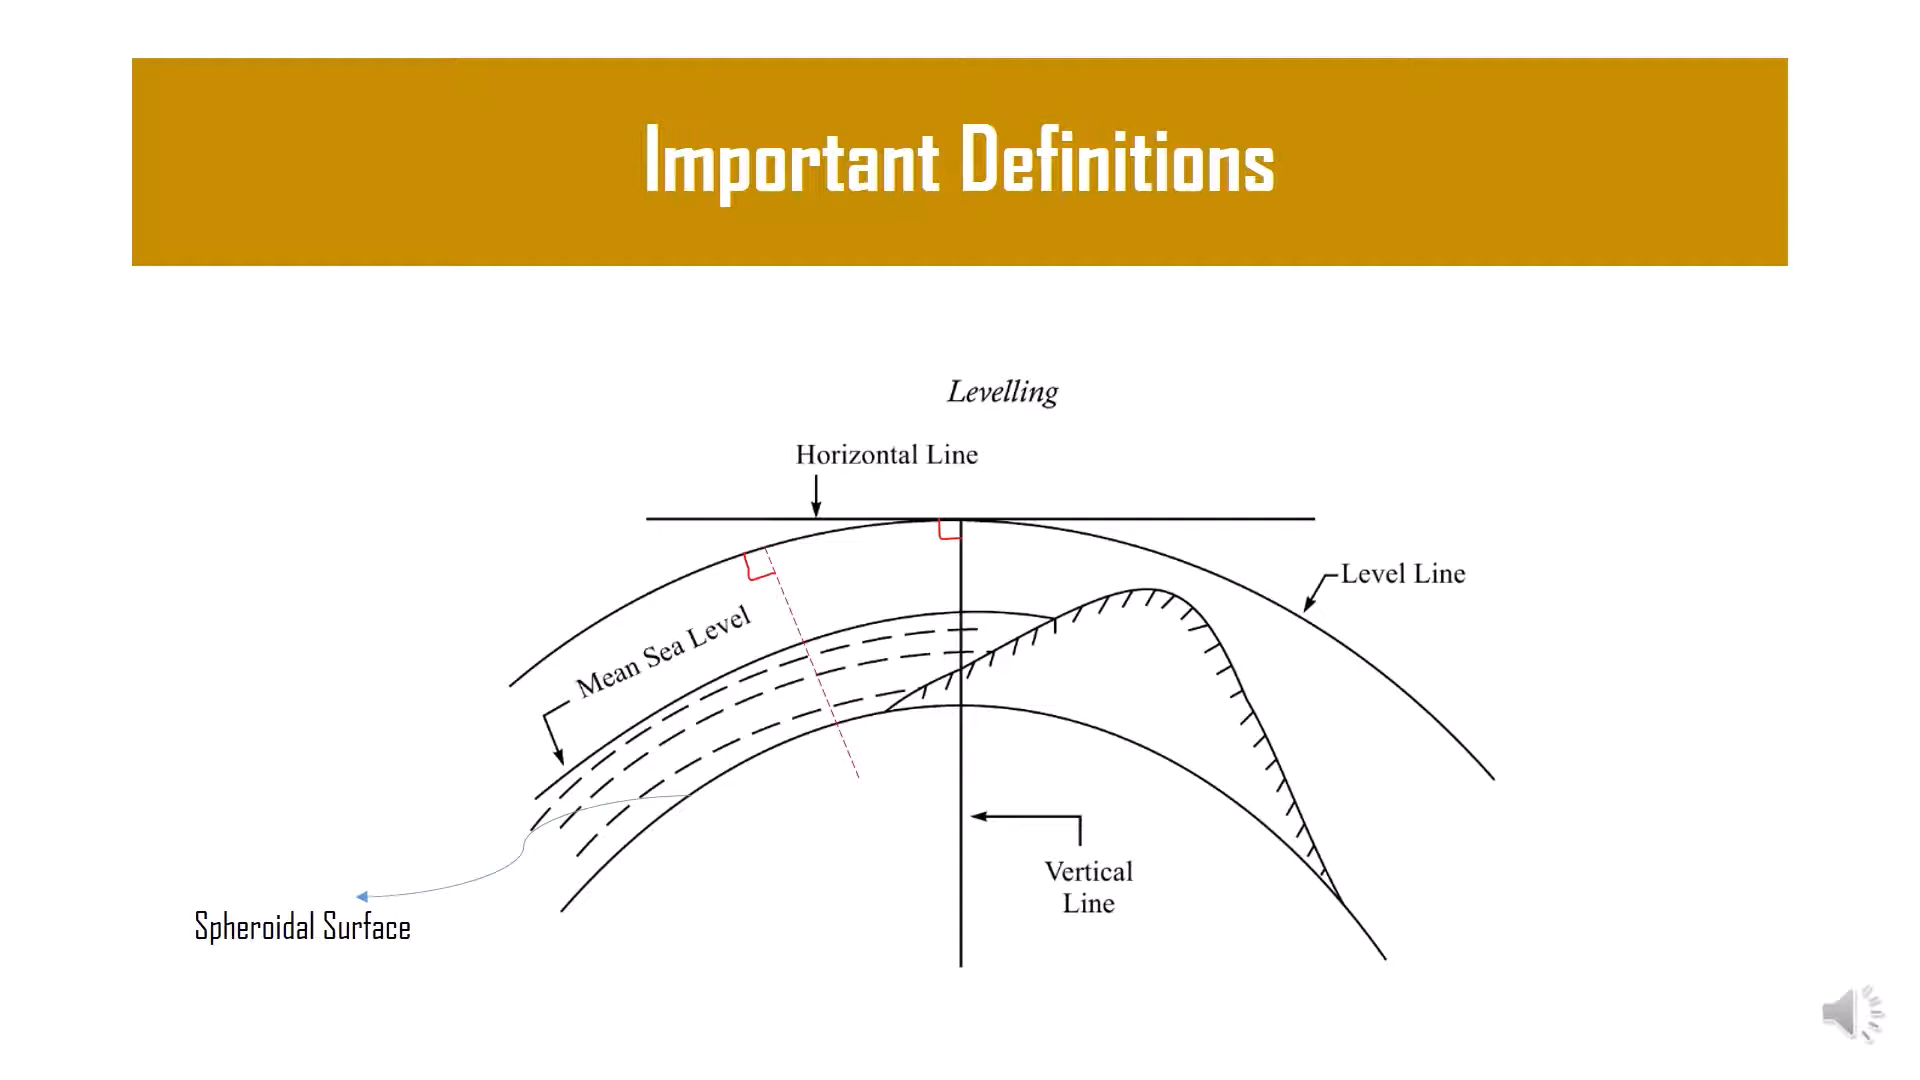 Important Definitions
Levelling
Horizontal Line
Level Line
Mean Sea Level
Vertical
Line
Spheroidal Surface